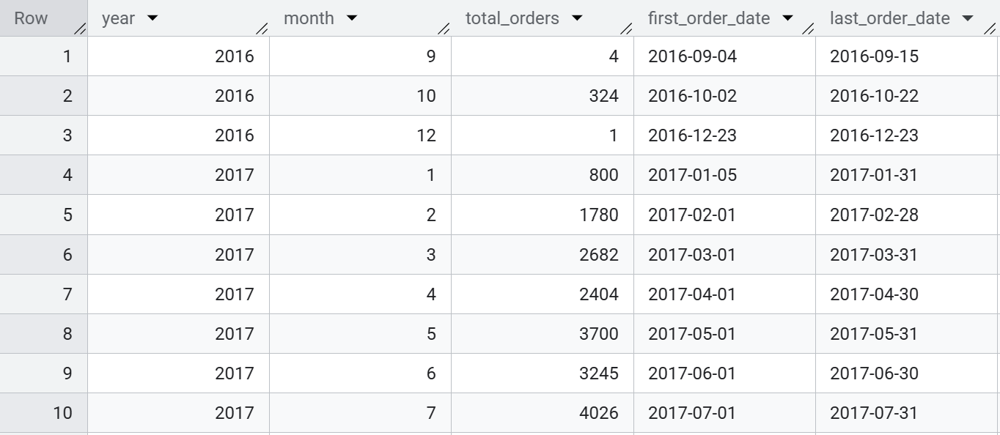 Row year month total_orders first_order_date last_order_date
1 2016 9 4 2016-09-04 2016-09-15
2 2016 10 324 2016-10-02 2016-10-22
3 2016 12 1 2016-12-23 2016-12-23
4 2017 1 800 2017-01-05 2017-01-31
5 2017 2 1780 2017-02-01 2017-02-28
6 2017 3 2682 2017-03-01 2017-03-31
7 2017 4 2404 2017-04-01 2017-04-30
8 2017 5 3700 2017-05-01 2017-05-31
9 2017 6 3245 2017-06-01 2017-06-30
10 2017 7 4026 2017-07-01 2017-07-31